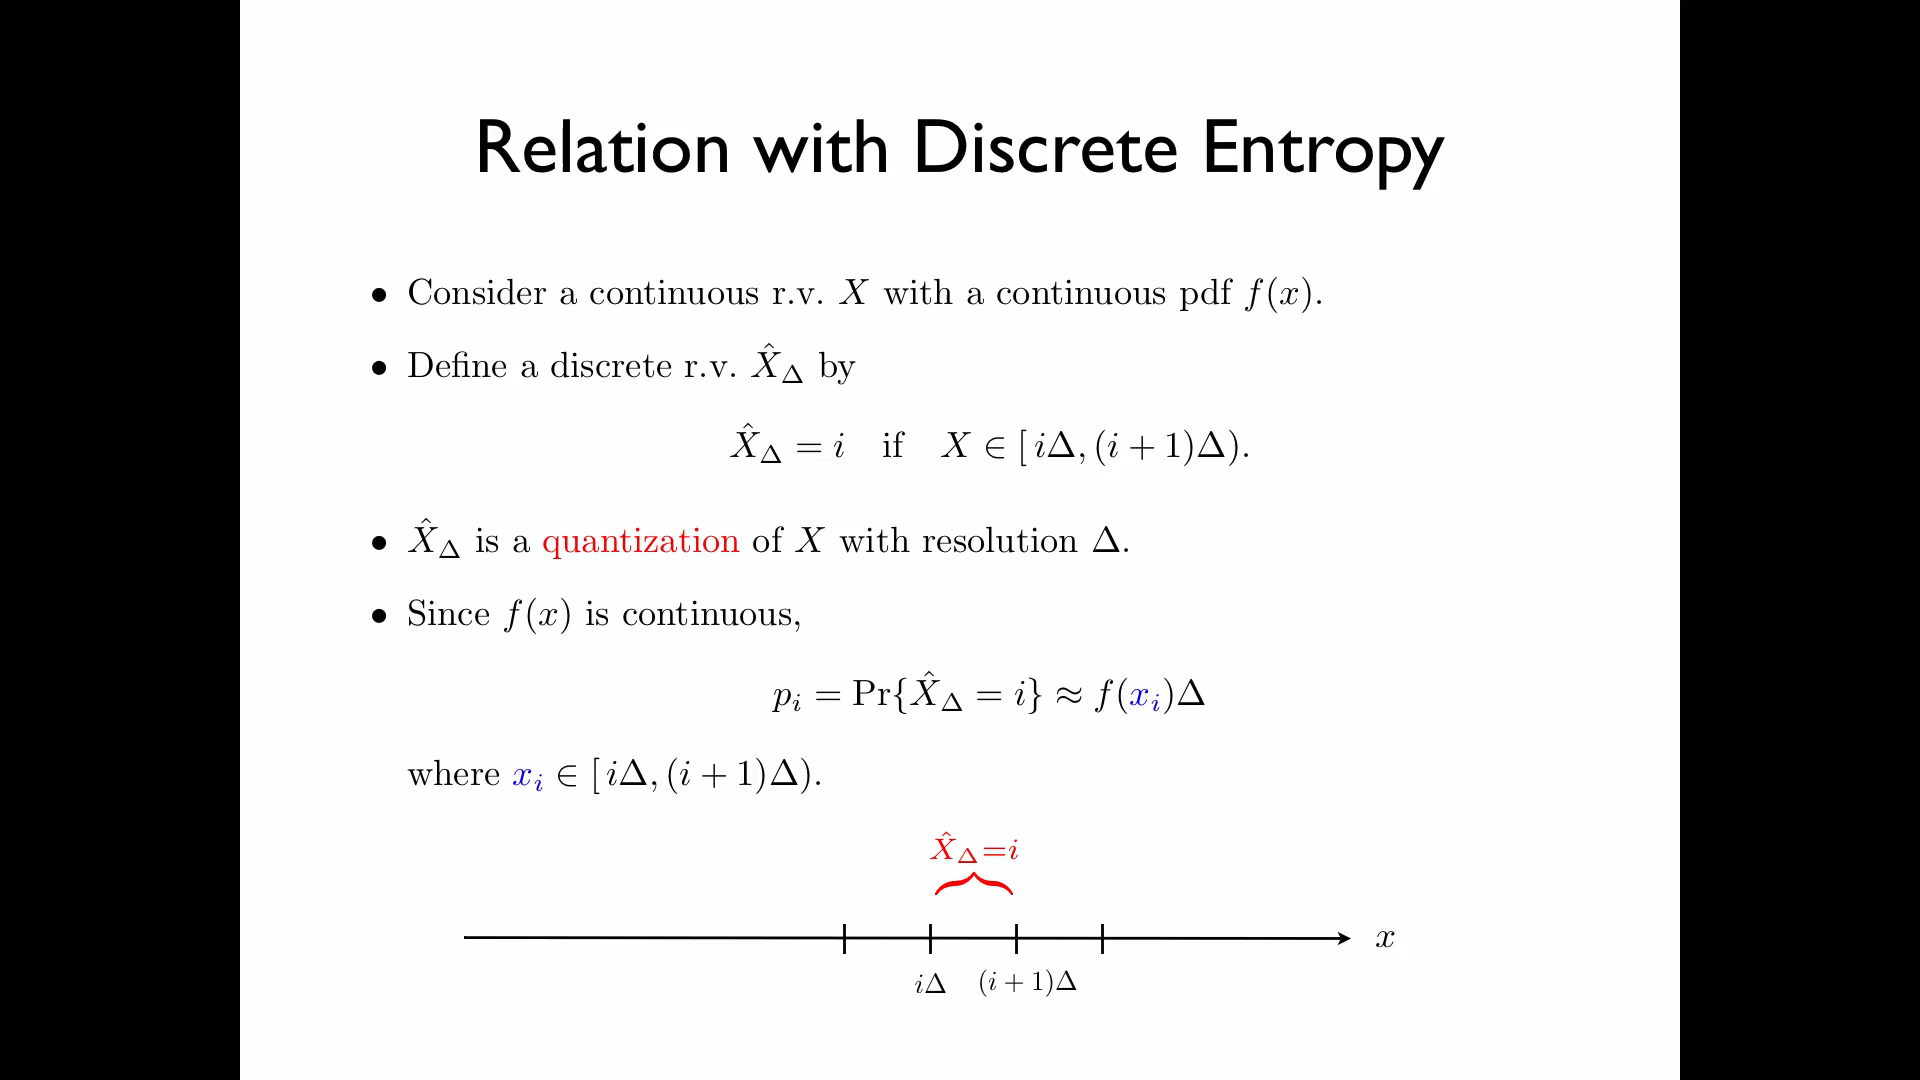 Relation with Discrete Entropy
• Consider a continuous r.v. X with a continuous pdf f(x).
• Define a discrete r.v. X̂_Δ by
X̂_Δ = i if X ∈ [ iΔ, (i + 1)Δ).
• X̂_Δ is a quantization of X with resolution Δ.
• Since f(x) is continuous,
p_i = Pr{X̂_Δ = i} ≈ f(x_i)Δ
where x_i ∈ [ iΔ, (i + 1)Δ).
X̂_Δ=i
x
iΔ (i + 1)Δ